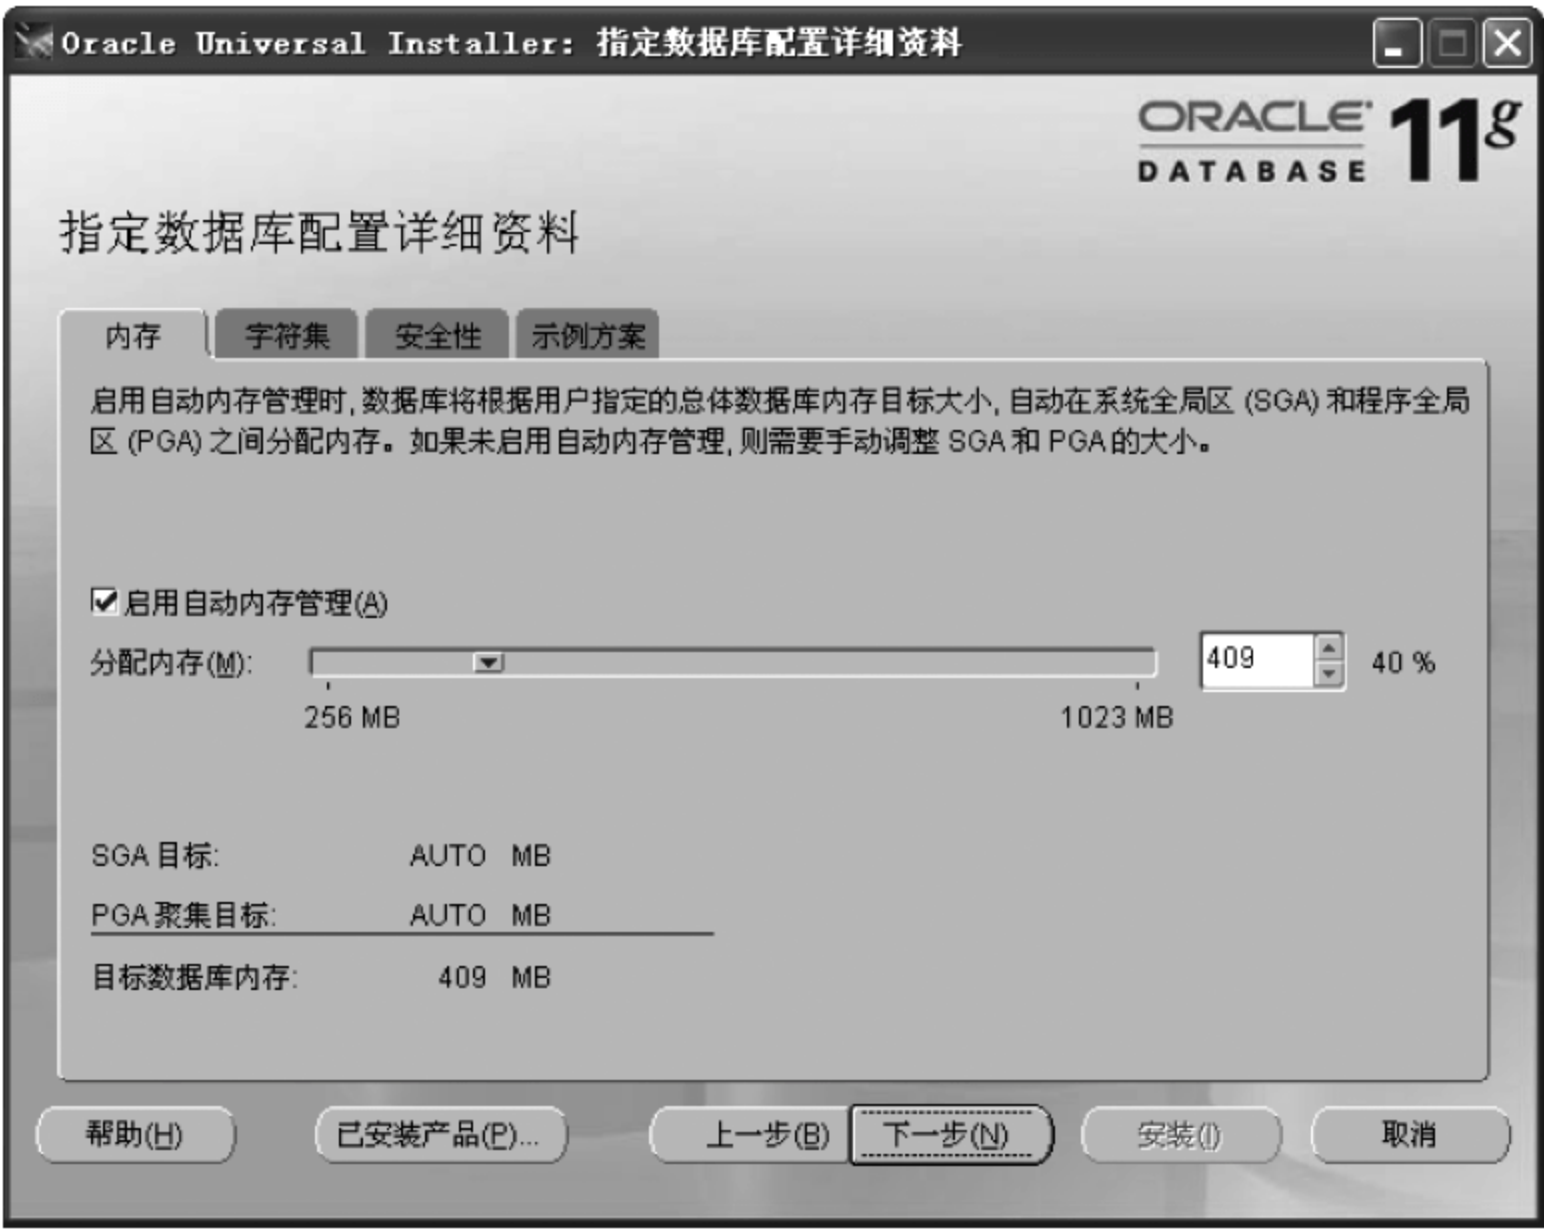 Oracle Universal Installer: 指定数据库配置详细资料
ORACLE 11g
DATABASE
指定数据库配置详细资料
内存 字符集 安全性 示例方案
启用自动内存管理时, 数据库将根据用户指定的总体数据库内存目标大小, 自动在系统全局区 (SGA) 和程序全局
区 (PGA) 之间分配内存。如果未启用自动内存管理, 则需要手动调整 SGA 和 PGA 的大小。
启用自动内存管理(A)
分配内存(M): 409 40 %
256 MB 1023 MB
SGA 目标: AUTO MB
PGA 聚集目标: AUTO MB
目标数据库内存: 409 MB
帮助(H) 已安装产品(P)... 上一步(B) 下一步(N) 安装(I) 取消